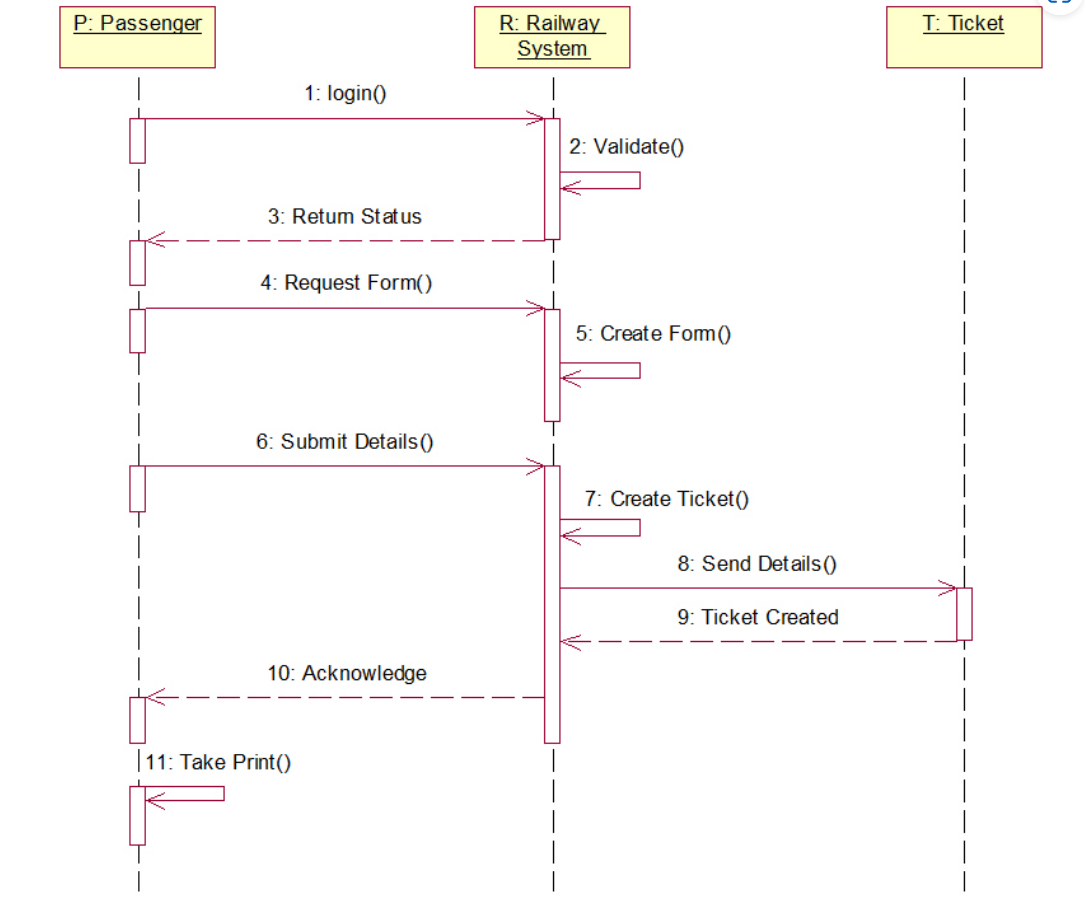 P: Passenger
R: Railway
System
T: Ticket
1: login()
2: Validate()
3: Return Status
4: Request Form()
5: Create Form()
6: Submit Details()
7: Create Ticket()
8: Send Details()
9: Ticket Created
10: Acknowledge
11: Take Print()